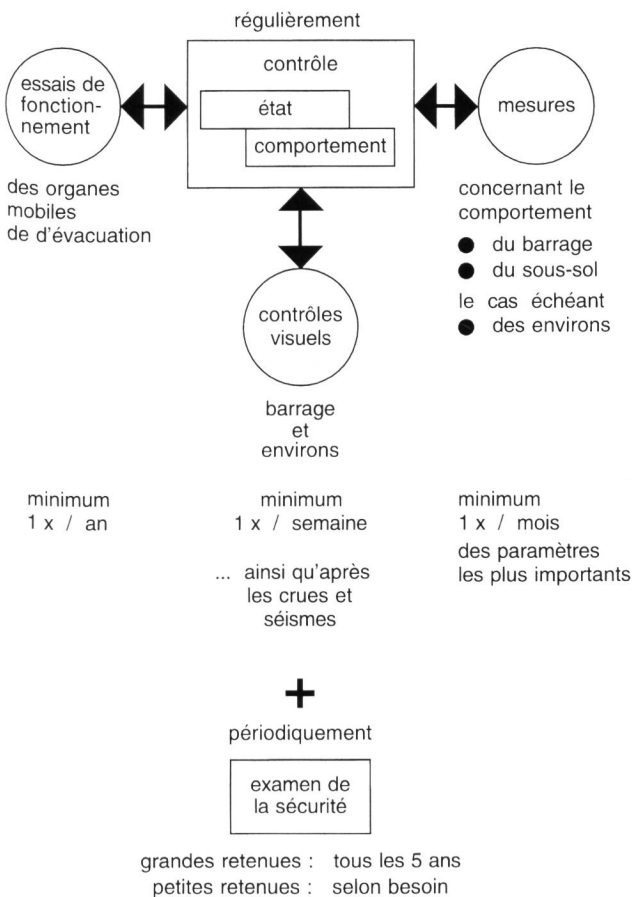 régulièrement
contrôle
état
comportement
essais de
fonction-
nement
des organes
mobiles
de d'évacuation
mesures
concernant le
comportement
● du barrage
● du sous-sol
le cas échéant
● des environs
contrôles
visuels
barrage
et
environs
minimum
1 x / an
minimum
1 x / semaine
... ainsi qu'après
les crues et
séismes
minimum
1 x / mois
des paramètres
les plus importants
+
périodiquement
examen de
la sécurité
grandes retenues : tous les 5 ans
petites retenues : selon besoin